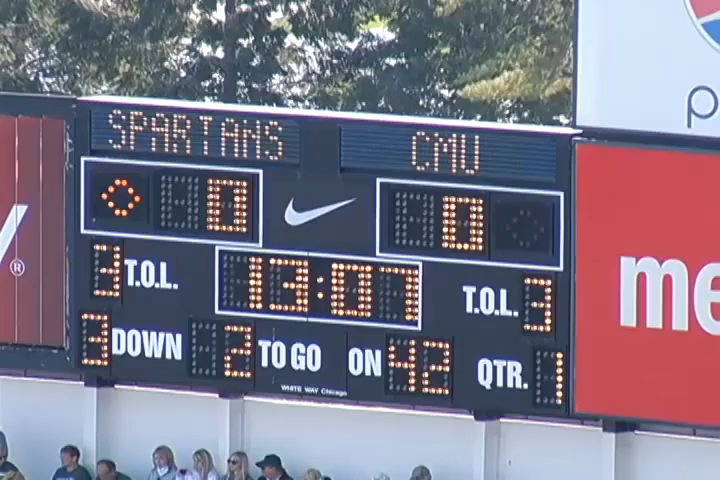 SPARTANS CMU
0 0
3 T.O.L. 13:07 T.O.L. 3
3 DOWN 2 TO GO ON 42 QTR. 1
WHITE WAY Chicago
p
me
®